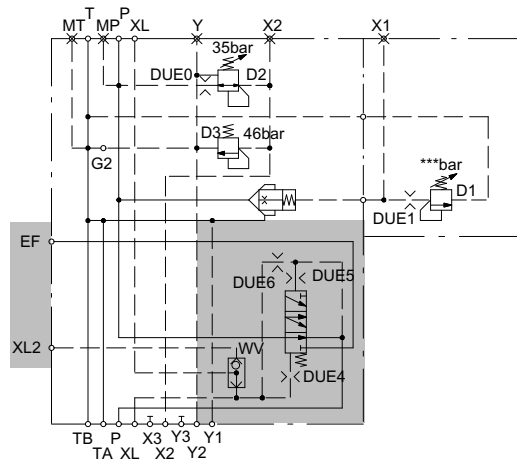 MT T MP P XL Y X2 X1
35bar
DUE0 D2
D3 46bar
G2
***bar
D1
DUE1
EF
DUE5
DUE6
XL2
WV
DUE4
TB TA P XL X3 X2 Y3 Y2 Y1